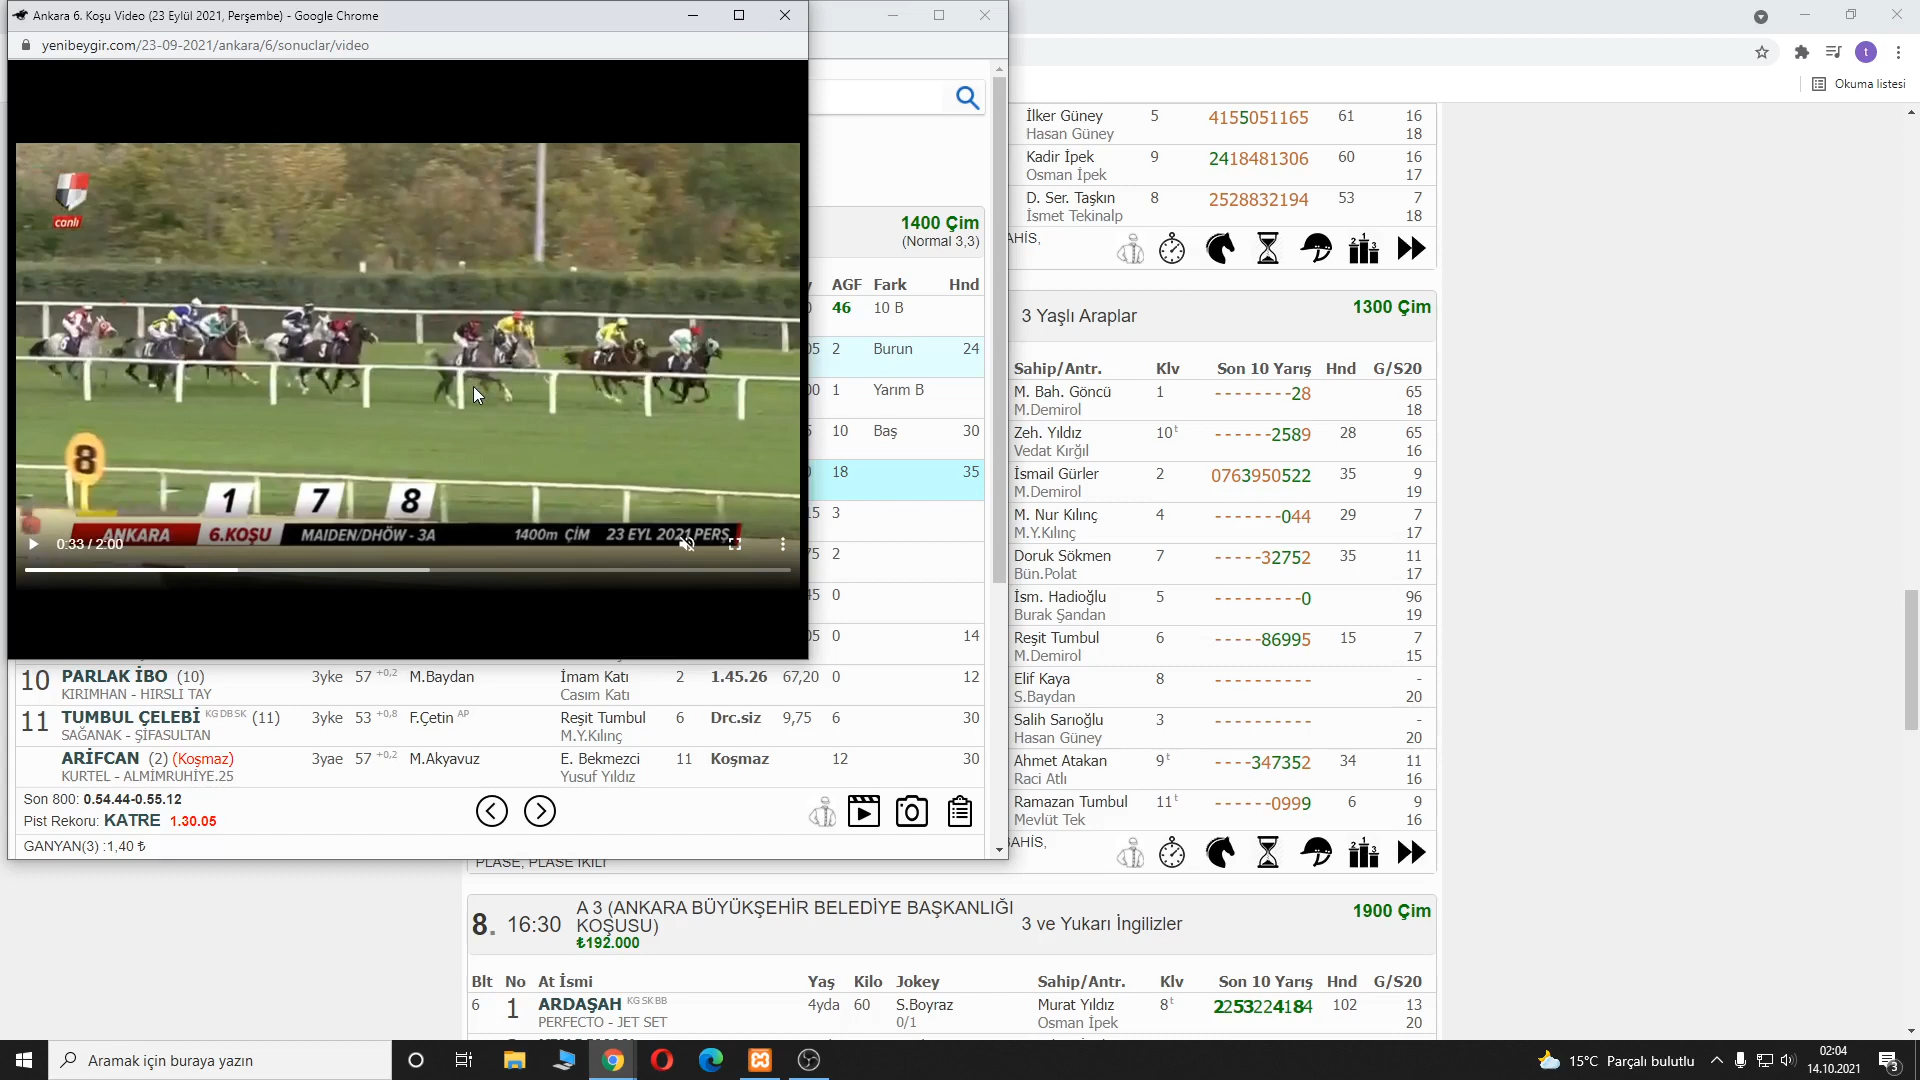 Ankara 6. Koşu Video (23 Eylül 2021, Perşembe) - Google Chrome
yenibeygir.com/23-09-2021/ankara/6/sonuclar/video
Okuma listesi
canlı
8
1 7 8
ANKARA 6.KOŞU MAIDEN/DHÖW - 3A 1400m ÇİM 23 EYL 2021 PERŞ
0:33 / 2:00
1400 Çim
(Normal 3,3)
AGF Fark Hnd
46 10 B
2 Burun 24
1 Yarım B
10 Baş 30
18 35
3
2
0
0 14
10 PARLAK İBO (10) 3yke 57 +0,2 M.Baydan İmam Katı 2 1.45.26 67,20 0 12
KIRIMHAN - HIRSLI TAY Casım Katı
11 TUMBUL ÇELEBİ KG DB SK (11) 3yke 53 +0,8 F.Çetin AP Reşit Tumbul 6 Drc.siz 9,75 6 30
SAĞANAK - ŞİFASULTAN M.Y.Kılınç
ARİFCAN (2) (Koşmaz) 3yae 57 +0,2 M.Akyavuz E. Bekmezci 11 Koşmaz 12 30
KURTEL - ALMİMRUHİYE.25 Yusuf Yıldız
Son 800: 0.54.44-0.55.12
Pist Rekoru: KATRE 1.30.05
GANYAN(3) :1,40 ₺
İlker Güney 5 4155051165 61 16
Hasan Güney 18
Kadir İpek 9 2418481306 60 16
Osman İpek 17
D. Ser. Taşkın 8 2528832194 53 7
İsmet Tekinalp 18
AHİS,
3 Yaşlı Araplar 1300 Çim
Sahip/Antr. Klv Son 10 Yarış Hnd G/S20
M. Bah. Göncü 1 --------28 65
M.Demirol 18
Zeh. Yıldız 10t ------2589 28 65
Vedat Kırğıl 16
İsmail Gürler 2 0763950522 35 9
M.Demirol 19
M. Nur Kılınç 4 -------044 29 7
M.Y.Kılınç 17
Doruk Sökmen 7 -----32752 35 11
Bün.Polat 17
İsm. Hadioğlu 5 ---------0 96
Burak Şandan 19
Reşit Tumbul 6 -----86995 15 7
M.Demirol 15
Elif Kaya 8 ---------- -
S.Baydan 20
Salih Sarıoğlu 3 ---------- -
Hasan Güney 20
Ahmet Atakan 9t ----347352 34 11
Raci Atlı 16
Ramazan Tumbul 11t ------0999 6 9
Mevlüt Tek 16
BAHİS,
PLASE, PLASE İKİLİ
8. 16:30 A 3 (ANKARA BÜYÜKŞEHİR BELEDİYE BAŞKANLIĞI
KOŞUSU) 3 ve Yukarı İngilizler 1900 Çim
₺192.000
Blt No At İsmi Yaş Kilo Jokey Sahip/Antr. Klv Son 10 Yarış Hnd G/S20
6 1 ARDAŞAH KG SK BB 4yda 60 S.Boyraz Murat Yıldız 8t 2253224184 102 13
PERFECTO - JET SET 0/1 Osman İpek 20
Aramak için buraya yazın
15°C Parçalı bulutlu
02:04
14.10.2021
3